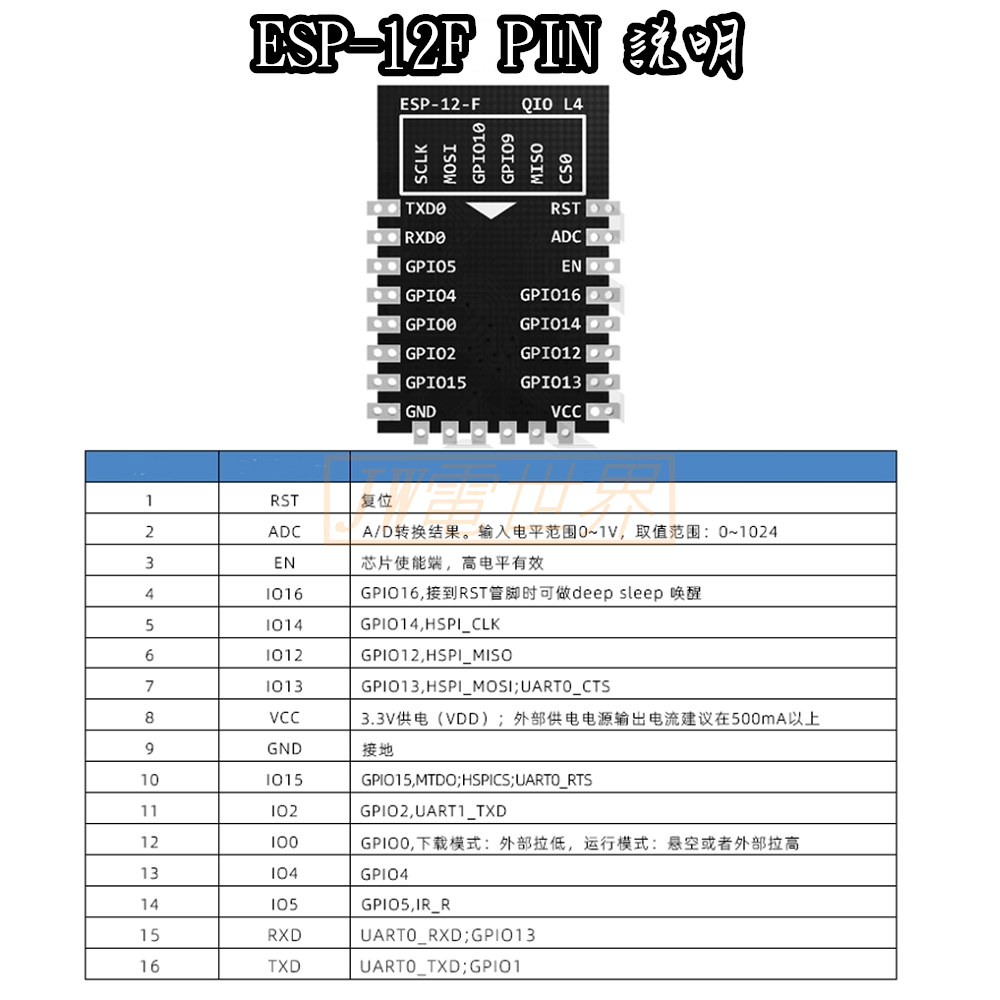 ESP-12F PIN 說明
ESP-12-F QIO L4
SCLK MOSI GPIO10 GPIO9 MISO CS0
TXD0 RST
RXD0 ADC
GPIO5 EN
GPIO4 GPIO16
GPIO0 GPIO14
GPIO2 GPIO12
GPIO15 GPIO13
GND VCC
JW電世界
1 RST 复位
2 ADC A/D转换结果。输入电平范围0~1V，取值范围：0~1024
3 EN 芯片使能端，高电平有效
4 IO16 GPIO16,接到RST管脚时可做deep sleep 唤醒
5 IO14 GPIO14,HSPI_CLK
6 IO12 GPIO12,HSPI_MISO
7 IO13 GPIO13,HSPI_MOSI;UART0_CTS
8 VCC 3.3V供电（VDD）；外部供电电源输出电流建议在500mA以上
9 GND 接地
10 IO15 GPIO15,MTDO;HSPICS;UART0_RTS
11 IO2 GPIO2,UART1_TXD
12 IO0 GPIO0,下载模式：外部拉低，运行模式：悬空或者外部拉高
13 IO4 GPIO4
14 IO5 GPIO5,IR_R
15 RXD UART0_RXD;GPIO13
16 TXD UART0_TXD;GPIO1